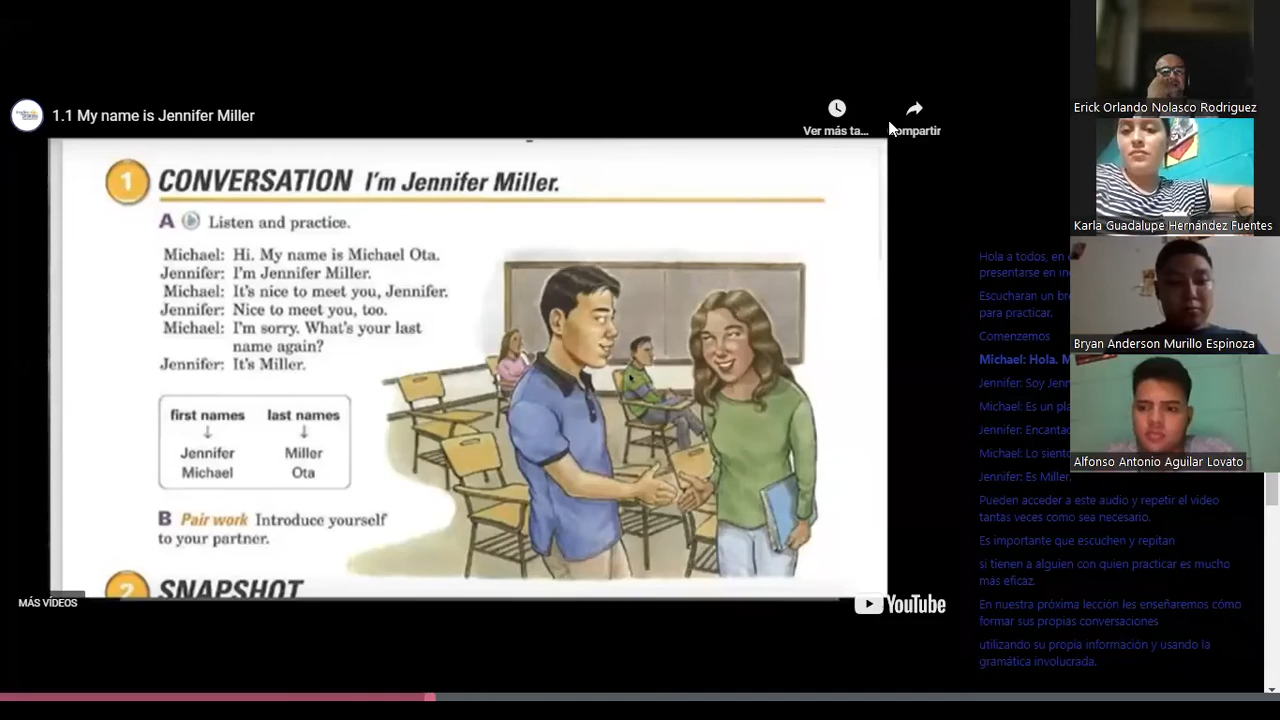 1.1 My name is Jennifer Miller
Ver más ta...
ompartir
1 CONVERSATION I'm Jennifer Miller.
A Listen and practice.
Michael: Hi. My name is Michael Ota.
Jennifer: I'm Jennifer Miller.
Michael: It's nice to meet you, Jennifer.
Jennifer: Nice to meet you, too.
Michael: I'm sorry. What's your last
name again?
Jennifer: It's Miller.
first names last names
Jennifer Miller
Michael Ota
B Pair work Introduce yourself
to your partner.
2 SNAPSHOT
MÁS VÍDEOS
YouTube
Erick Orlando Nolasco Rodriguez
Karla Guadalupe Hernández Fuentes
Bryan Anderson Murillo Espinoza
Alfonso Antonio Aguilar Lovato
Hola a todos, en
presentarse en in
Escucharan un br
para practicar.
Comenzemos
Michael: Hola. M
Jennifer: Soy Jenn
Michael: Es un pla
Jennifer: Encantad
Michael: Lo siento
Jennifer: Es Miller.
Pueden acceder a este audio y repetir el video
tantas veces como sea necesario.
Es importante que escuchen y repitan
si tienen a alguien con quien practicar es mucho
más eficaz.
En nuestra próxima lección les enseñaremos cómo
formar sus propias conversaciones
utilizando su propia información y usando la
gramática involucrada.